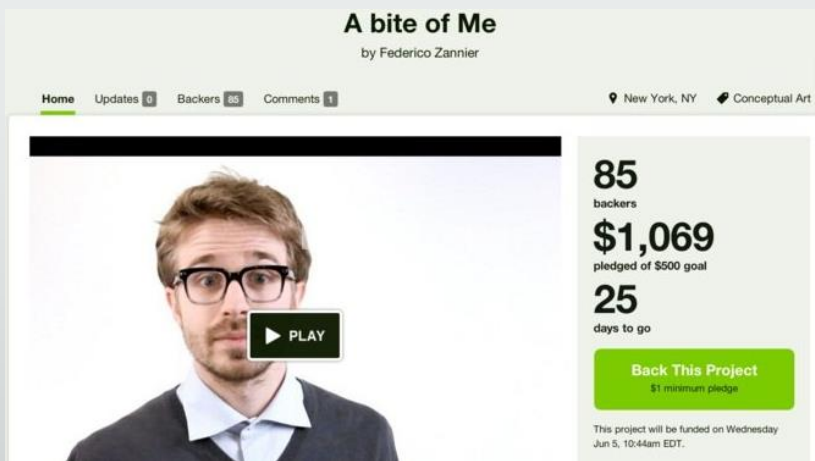 A bite of Me
by Federico Zannier
Home Updates 0 Backers 85 Comments 1 New York, NY Conceptual Art
85
backers
$1,069
pledged of $500 goal
25
days to go
PLAY
Back This Project
$1 minimum pledge
This project will be funded on Wednesday
Jun 5, 10:44am EDT.